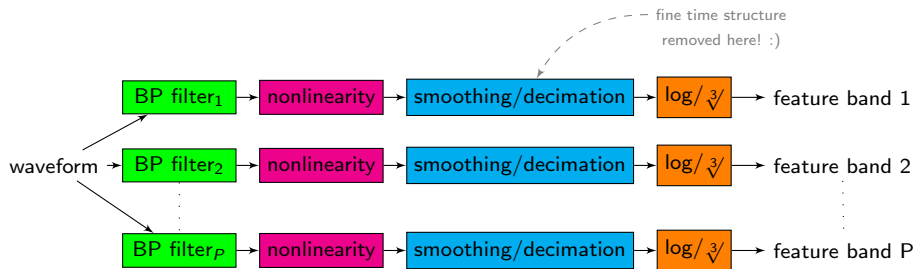 fine time structure
removed here! :)
BP filter₁ nonlinearity smoothing/decimation log/∛ feature band 1
waveform BP filter₂ nonlinearity smoothing/decimation log/∛ feature band 2
BP filter_P nonlinearity smoothing/decimation log/∛ feature band P